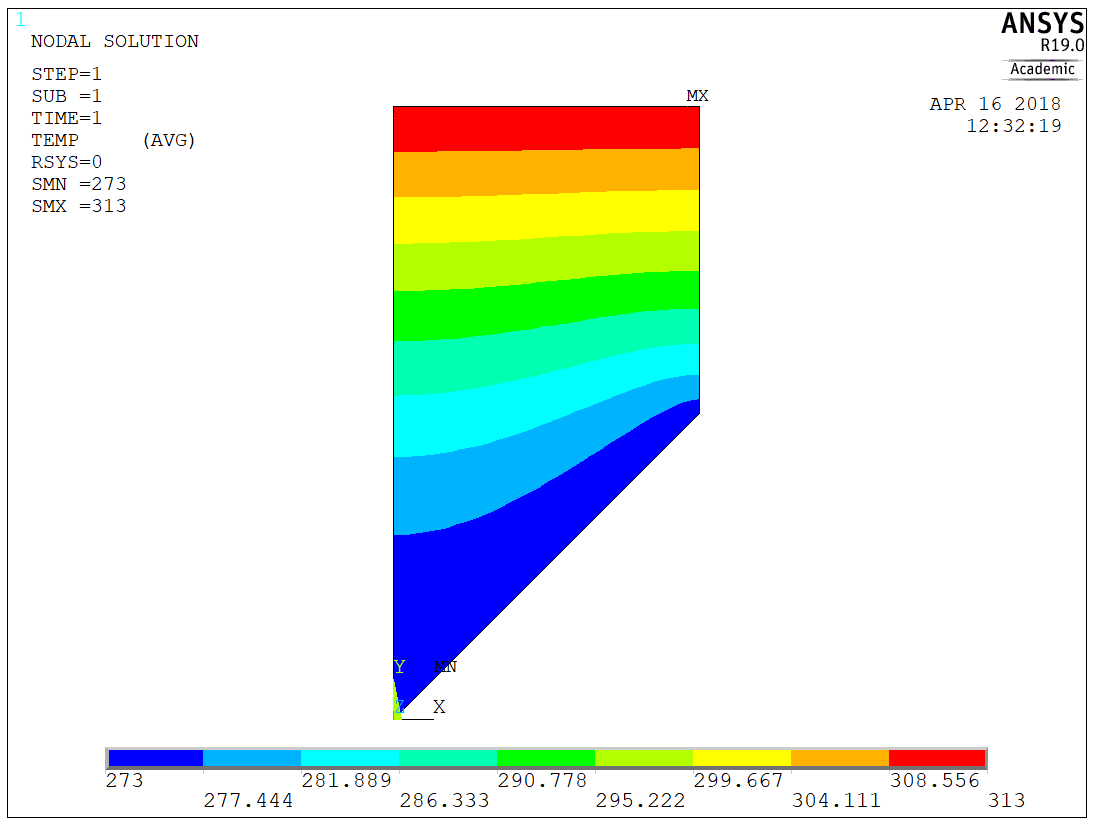 1
NODAL SOLUTION
STEP=1
SUB =1
TIME=1
TEMP (AVG)
RSYS=0
SMN =273
SMX =313
ANSYS
R19.0
Academic
APR 16 2018
12:32:19
MX
Y MN
Z X
273 281.889 290.778 299.667 308.556
277.444 286.333 295.222 304.111 313